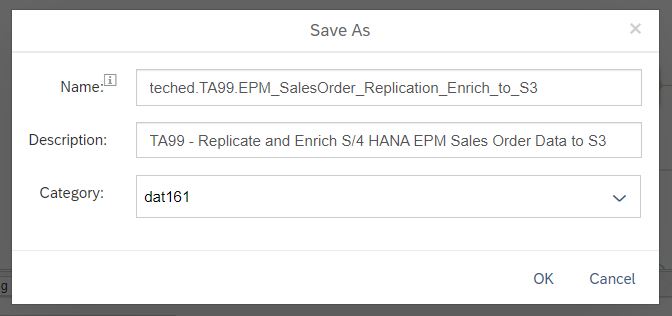 Save As
×
Name: i
teched.TA99.EPM_SalesOrder_Replication_Enrich_to_S3
Description:
TA99 - Replicate and Enrich S/4 HANA EPM Sales Order Data to S3
Category:
dat161
g
OK Cancel